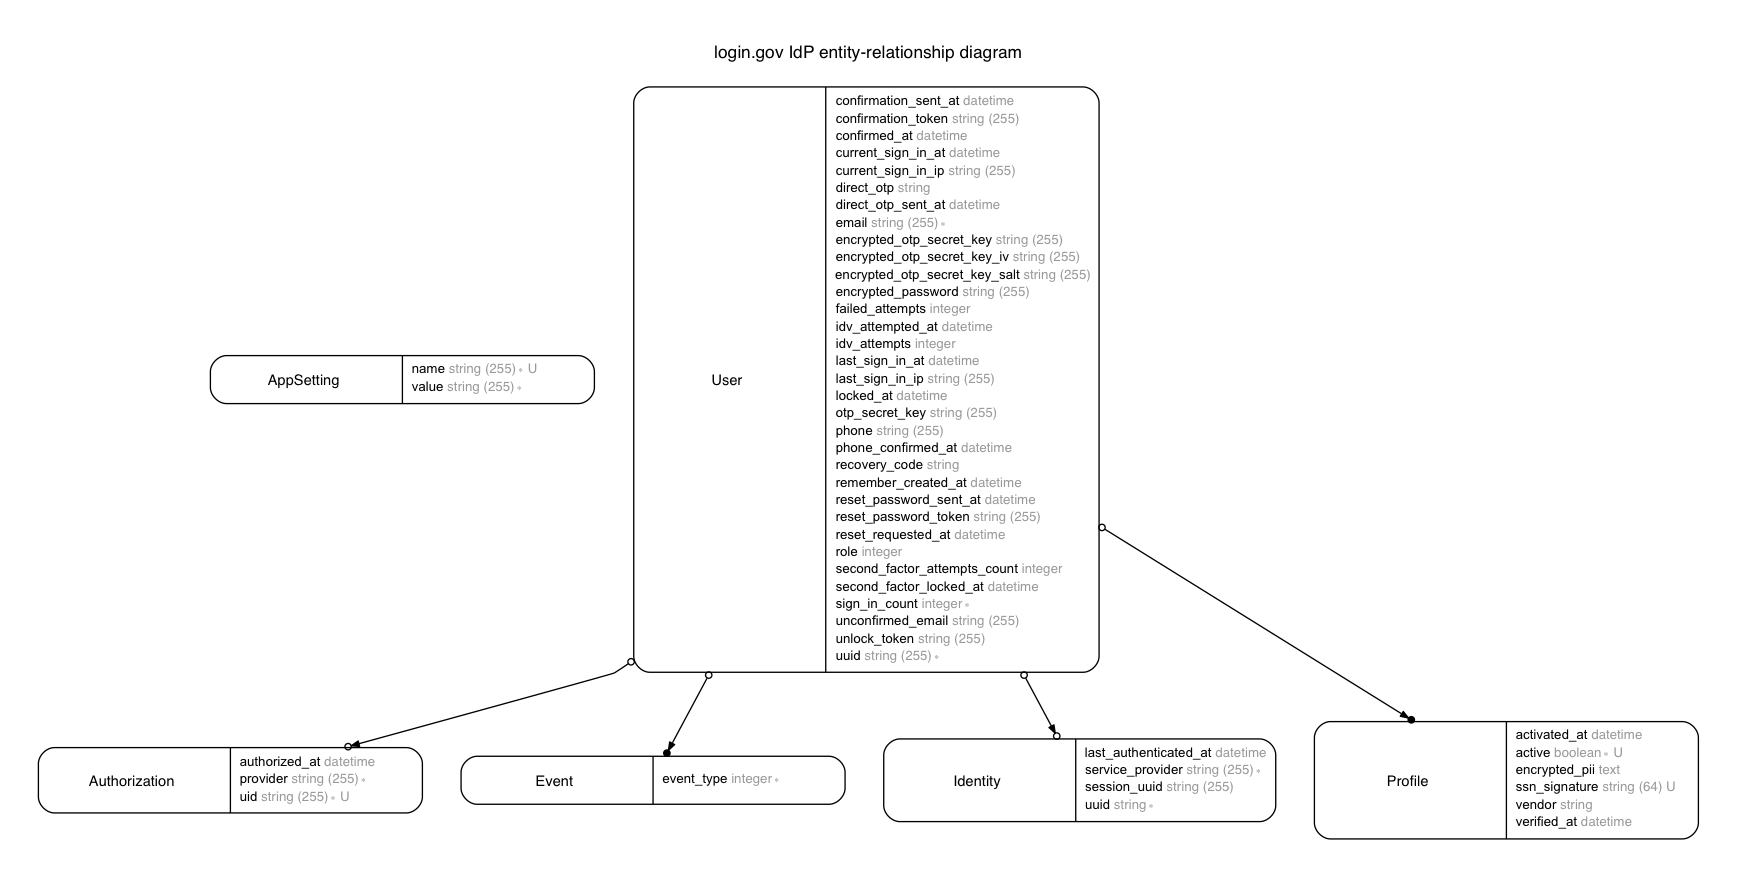 login.gov IdP entity-relationship diagram
User
confirmation_sent_at datetime
confirmation_token string (255)
confirmed_at datetime
current_sign_in_at datetime
current_sign_in_ip string (255)
direct_otp string
direct_otp_sent_at datetime
email string (255) ∗
encrypted_otp_secret_key string (255)
encrypted_otp_secret_key_iv string (255)
encrypted_otp_secret_key_salt string (255)
encrypted_password string (255)
failed_attempts integer
idv_attempted_at datetime
idv_attempts integer
last_sign_in_at datetime
last_sign_in_ip string (255)
locked_at datetime
otp_secret_key string (255)
phone string (255)
phone_confirmed_at datetime
recovery_code string
remember_created_at datetime
reset_password_sent_at datetime
reset_password_token string (255)
reset_requested_at datetime
role integer
second_factor_attempts_count integer
second_factor_locked_at datetime
sign_in_count integer ∗
unconfirmed_email string (255)
unlock_token string (255)
uuid string (255) ∗
AppSetting
name string (255) ∗ U
value string (255) ∗
Authorization
authorized_at datetime
provider string (255) ∗
uid string (255) ∗ U
Event
event_type integer ∗
Identity
last_authenticated_at datetime
service_provider string (255) ∗
session_uuid string (255)
uuid string ∗
Profile
activated_at datetime
active boolean ∗ U
encrypted_pii text
ssn_signature string (64) U
vendor string
verified_at datetime